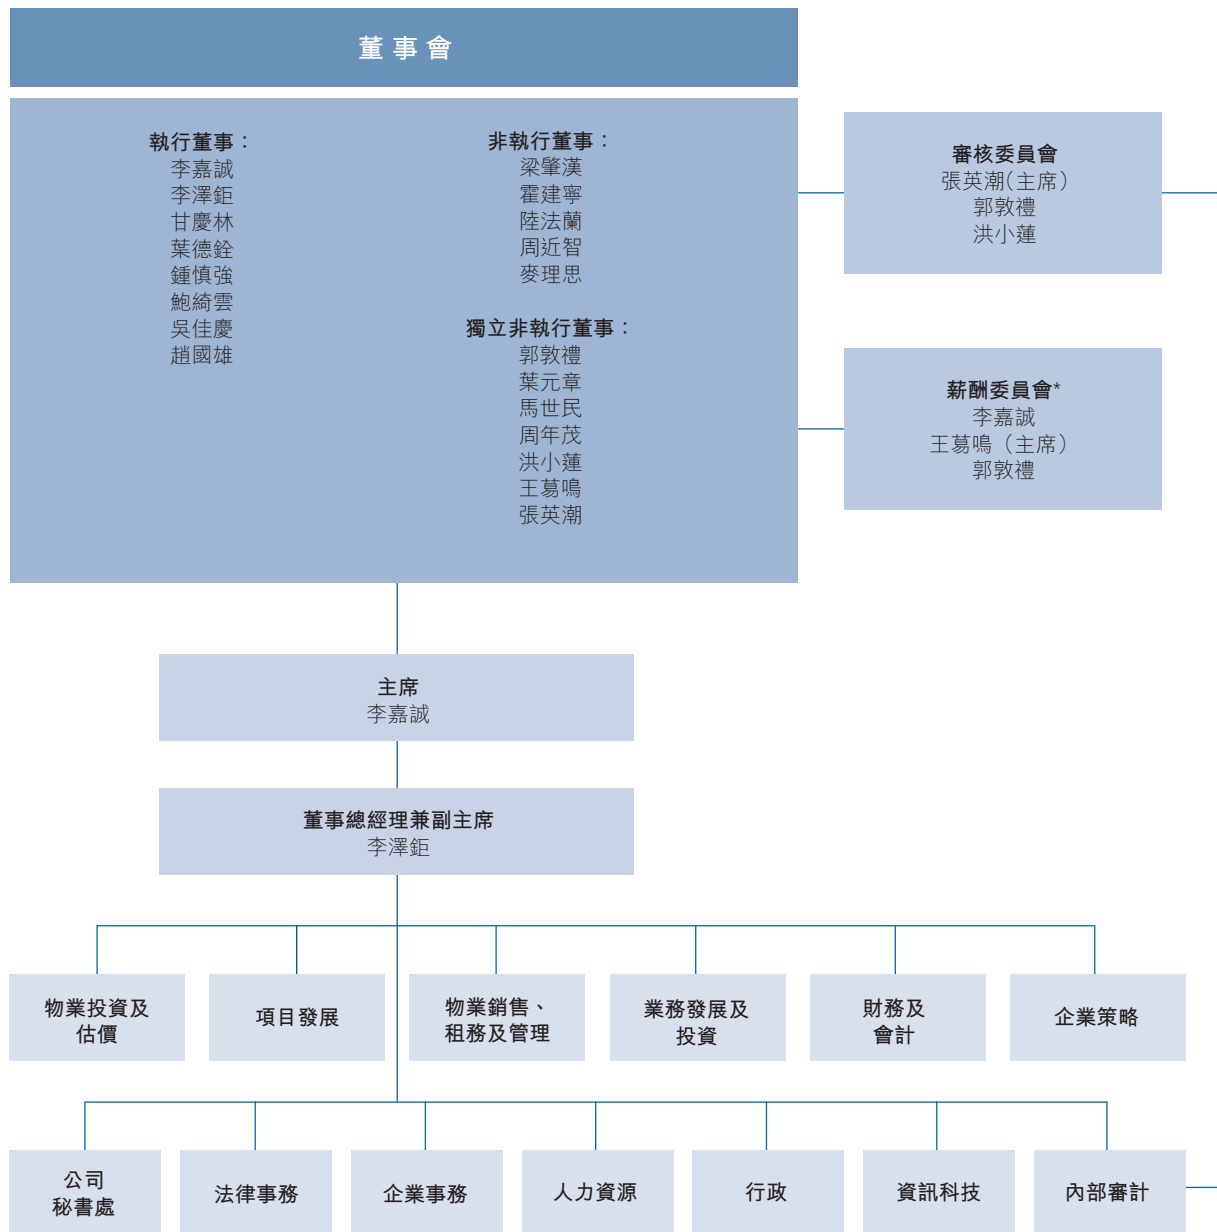 董事會
執行董事：
李嘉誠
李澤鉅
甘慶林
葉德銓
鍾慎強
鮑綺雲
吳佳慶
趙國雄
非執行董事：
梁肇漢
霍建寧
陸法蘭
周近智
麥理思
獨立非執行董事：
郭敦禮
葉元章
馬世民
周年茂
洪小蓮
王䓪鳴
張英潮
審核委員會
張英潮(主席)
郭敦禮
洪小蓮
薪酬委員會*
李嘉誠
王䓪鳴（主席）
郭敦禮
主席
李嘉誠
董事總經理兼副主席
李澤鉅
物業投資及
估價
項目發展
物業銷售、
租務及管理
業務發展及
投資
財務及
會計
企業策略
公司
秘書處
法律事務
企業事務
人力資源
行政
資訊科技
內部審計